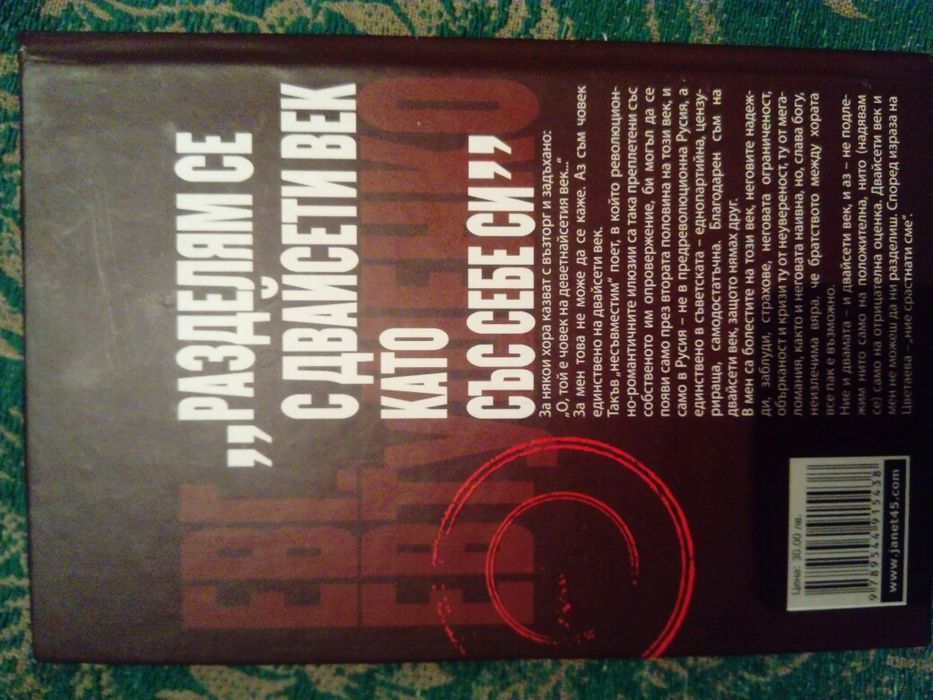 „РАЗДЕЛЯМ СЕ
С ДВАЙСЕТИ ВЕК
КАТО
СЪС СЕБЕ СИ”
ЕВГ.
ЕВТУШЕНКО
За някои хора казват с възторг и задъхано:
„О, той е човек на деветнайсетия век...“
За мен това не може да се каже. Аз съм човек
единствено на двайсети век.
Такъв „несъвместим“ поет, в който революцион-
но-романтичните илюзии са така преплетени със
собственото им опровержение, би могъл да се
появи само през втората половина на този век, и
само в Русия – не в предреволюционна Русия, а
единствено в съветската – еднопартийна, цензу-
рираща, самодостатъчна. Благодарен съм на
двайсети век, защото нямах друг.
В мен са болестите на този век, неговите надеж-
ди, заблуди, страхове, неговата ограниченост,
объркваност и кризи ту от неувереност, ту от мега-
ломания, както и неговата наивна, но, слава богу,
неизлечима вяра, че братството между хората
все пак е възможно.
Ние и двамата – и двайсети век, и аз – не подле-
жим нито само на положителна, нито (надявам
се) само на отрицателна оценка. Двайсети век и
мен не можеш да ни разделиш. Според израза на
Цветаева – „ние сраснати сме“.
Цена: 30.00 лв.
9 789544 915438
www.janet45.com